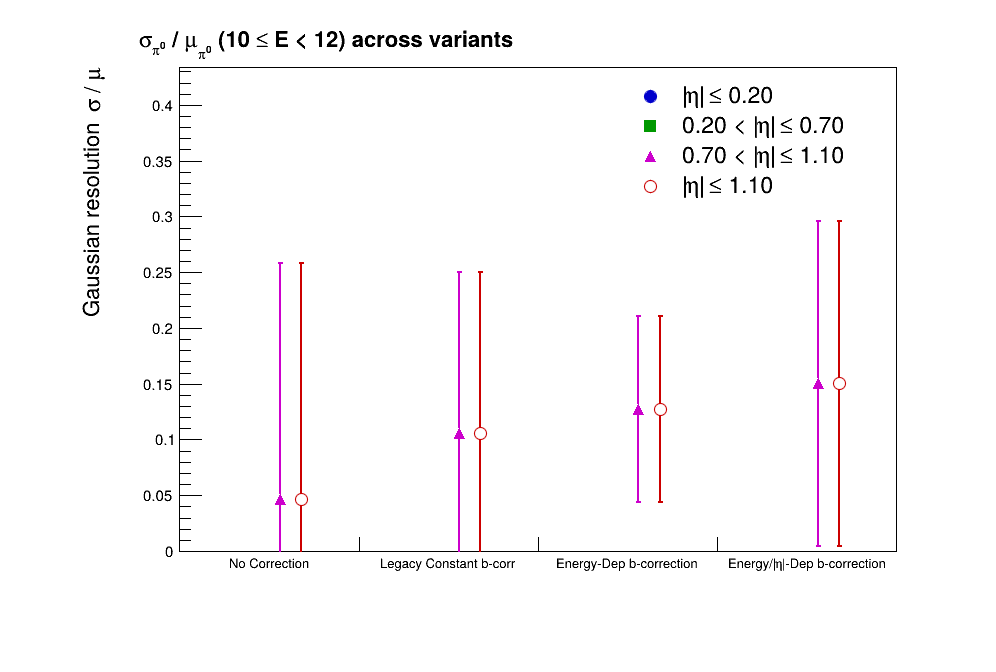 σπ⁰ / μπ⁰ (10 ≤ E < 12) across variants
Gaussian resolution σ / μ
|η| ≤ 0.20
0.20 < |η| ≤ 0.70
0.70 < |η| ≤ 1.10
|η| ≤ 1.10
0.4
0.35
0.3
0.25
0.2
0.15
0.1
0.05
0
No Correction
Legacy Constant b-corr
Energy-Dep b-correction
Energy/|η|-Dep b-correction